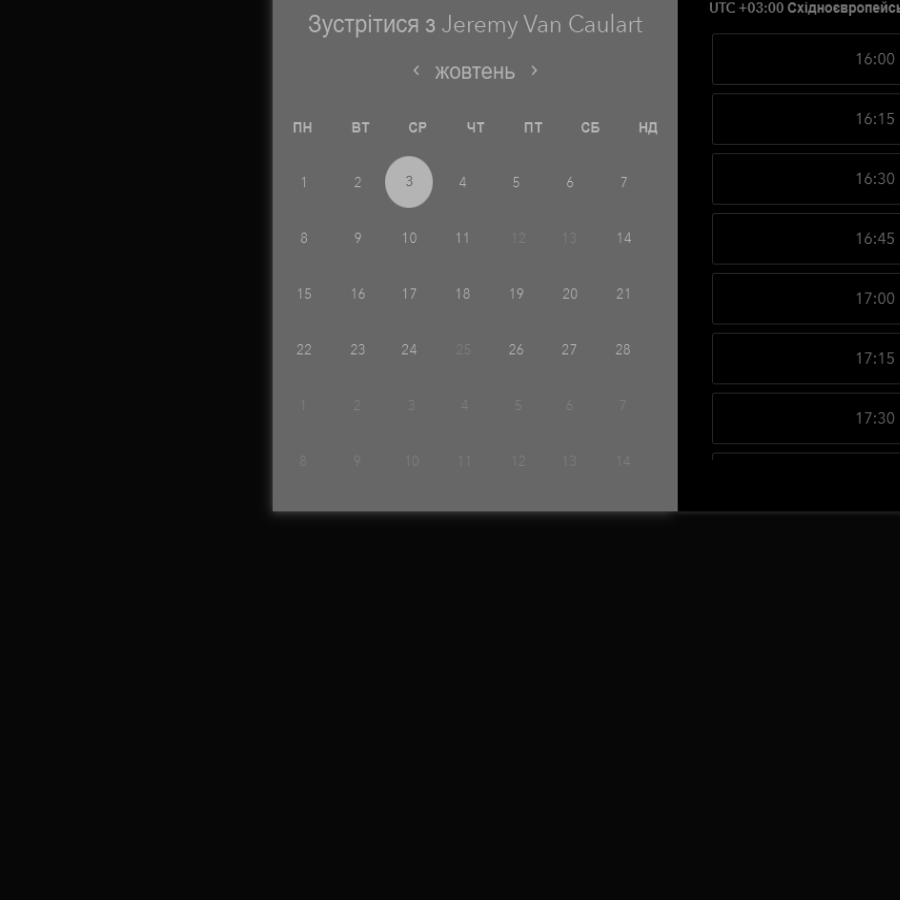 Зустрітися з Jeremy Van Caulart
‹ жовтень ›
ПН ВТ СР ЧТ ПТ СБ НД
1 2 3 4 5 6 7
8 9 10 11 12 13 14
15 16 17 18 19 20 21
22 23 24 25 26 27 28
1 2 3 4 5 6 7
8 9 10 11 12 13 14
UTC +03:00
16:00
16:15
16:30
16:45
17:00
17:15
17:30